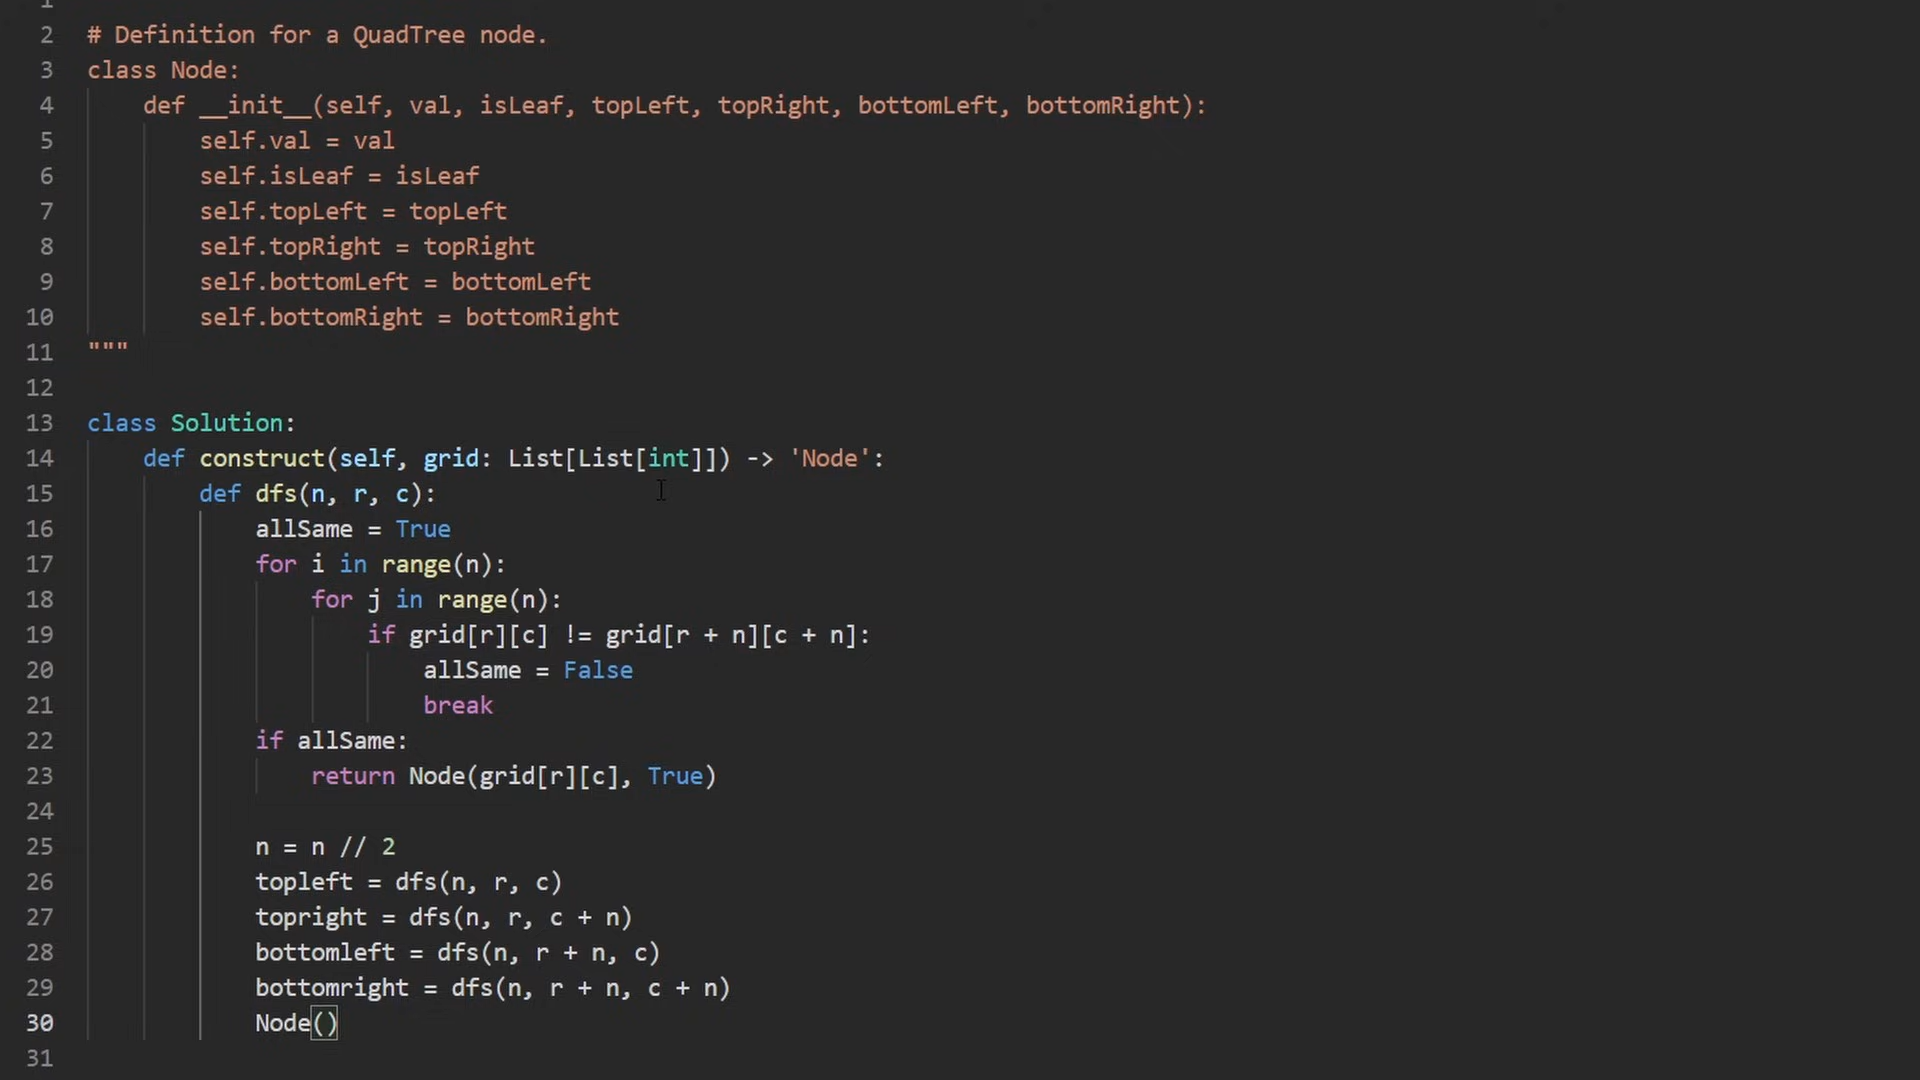 1
2 # Definition for a QuadTree node.
3 class Node:
4     def __init__(self, val, isLeaf, topLeft, topRight, bottomLeft, bottomRight):
5         self.val = val
6         self.isLeaf = isLeaf
7         self.topLeft = topLeft
8         self.topRight = topRight
9         self.bottomLeft = bottomLeft
10         self.bottomRight = bottomRight
11 """
12
13 class Solution:
14     def construct(self, grid: List[List[int]]) -> 'Node':
15         def dfs(n, r, c):
16             allSame = True
17             for i in range(n):
18                 for j in range(n):
19                     if grid[r][c] != grid[r + n][c + n]:
20                         allSame = False
21                         break
22             if allSame:
23                 return Node(grid[r][c], True)
24
25             n = n // 2
26             topleft = dfs(n, r, c)
27             topright = dfs(n, r, c + n)
28             bottomleft = dfs(n, r + n, c)
29             bottomright = dfs(n, r + n, c + n)
30             Node()
31